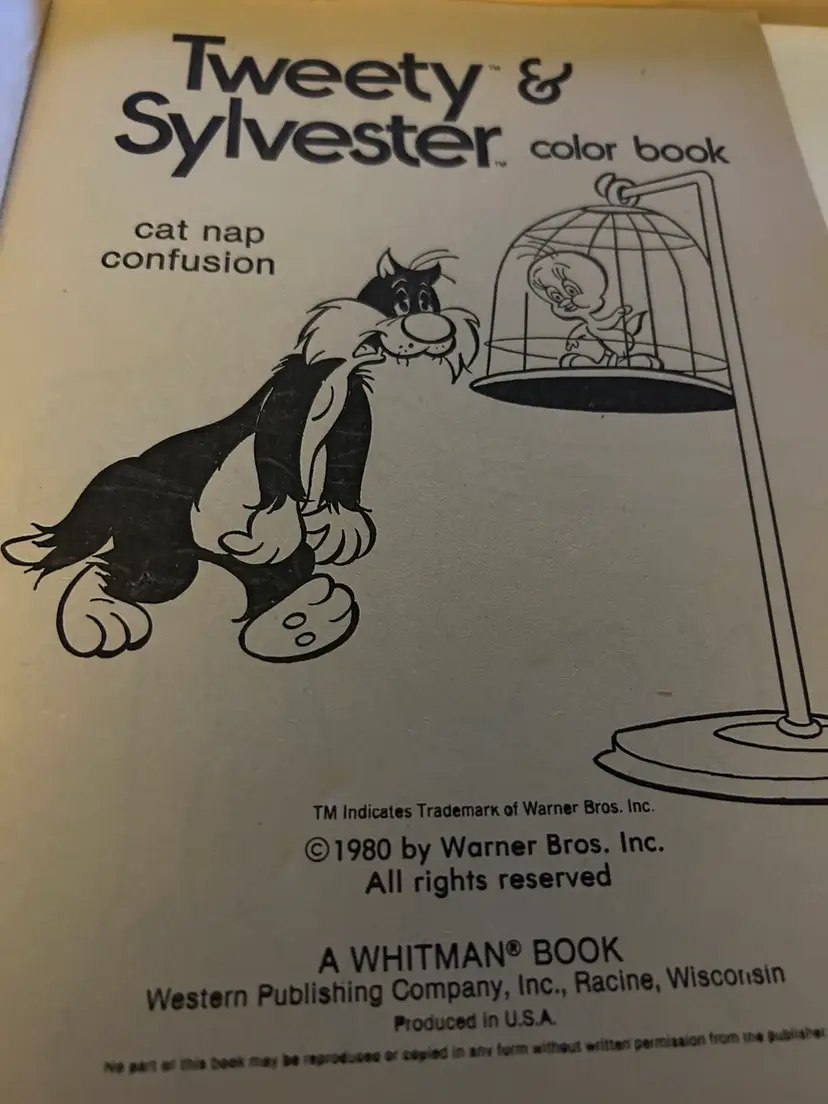 Tweety™ &
Sylvester™ color book
cat nap
confusion
TM Indicates Trademark of Warner Bros. Inc.
©1980 by Warner Bros. Inc.
All rights reserved
A WHITMAN® BOOK
Western Publishing Company, Inc., Racine, Wisconsin
Produced in U.S.A.
No part of this book may be reproduced or copied in any form without written permission from the publisher